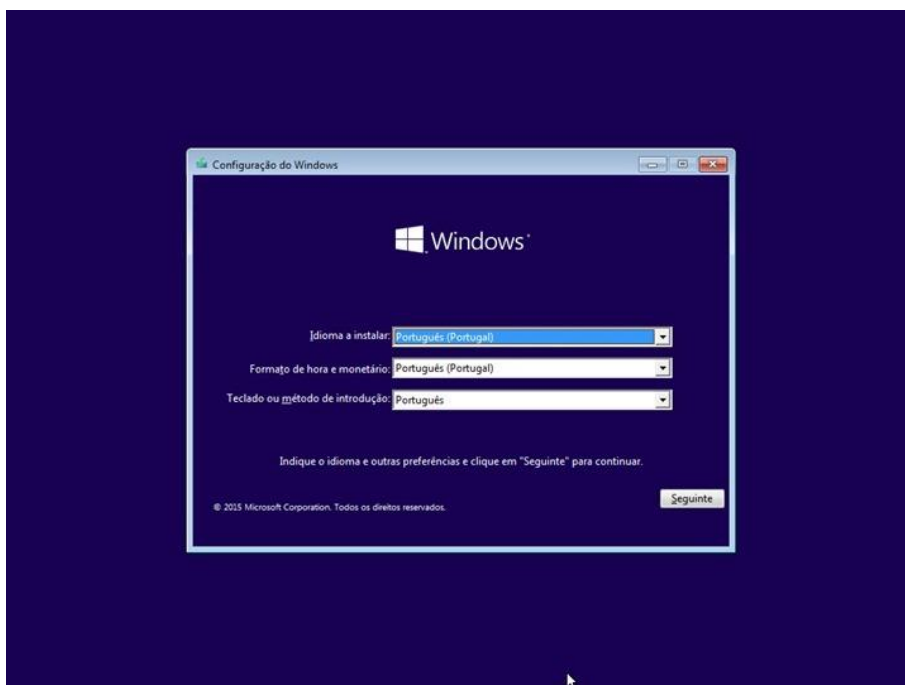 Configuração do Windows
Windows
Idioma a instalar: Português (Portugal)
Formato de hora e monetário: Português (Portugal)
Teclado ou método de introdução: Português
Indique o idioma e outras preferências e clique em "Seguinte" para continuar.
Seguinte
© 2015 Microsoft Corporation. Todos os direitos reservados.